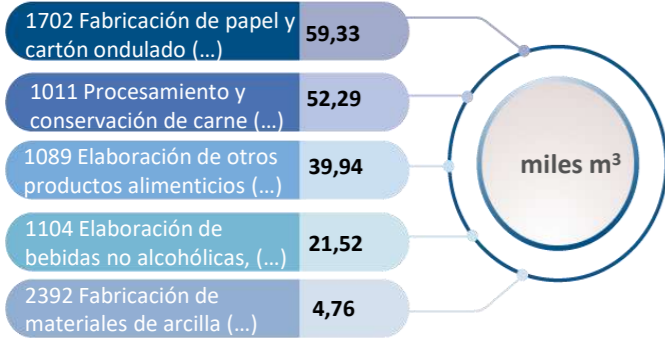 1702 Fabricación de papel y
cartón ondulado (...)
59,33
1011 Procesamiento y
conservación de carne (...)
52,29
1089 Elaboración de otros
productos alimenticios (...)
39,94
1104 Elaboración de
bebidas no alcohólicas, (...)
21,52
2392 Fabricación de
materiales de arcilla (...)
4,76
miles m³